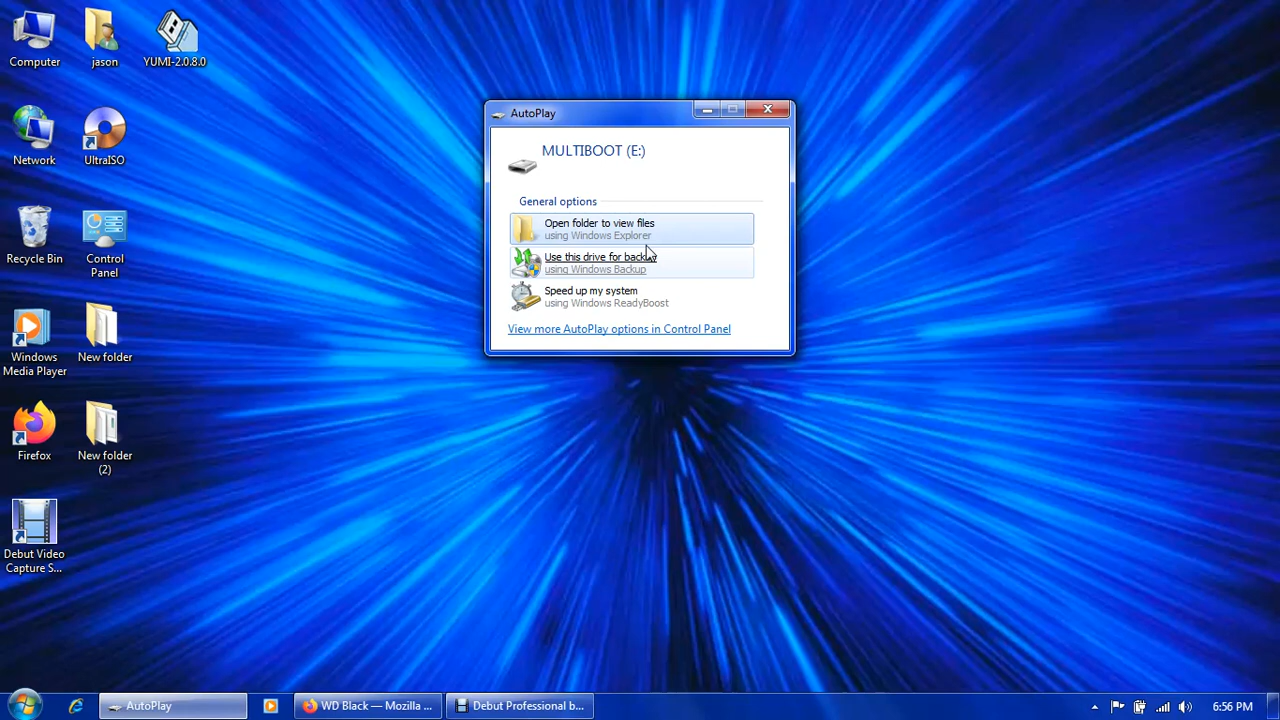 Computer
jason
YUMI-2.0.8.0
Network
UltraISO
Recycle Bin
Control
Panel
Windows
Media Player
New folder
Firefox
New folder
(2)
Debut Video
Capture S...
AutoPlay
MULTIBOOT (E:)
General options
Open folder to view files
using Windows Explorer
Use this drive for backup
using Windows Backup
Speed up my system
using Windows ReadyBoost
View more AutoPlay options in Control Panel
AutoPlay
WD Black — Mozilla ...
Debut Professional b...
6:56 PM